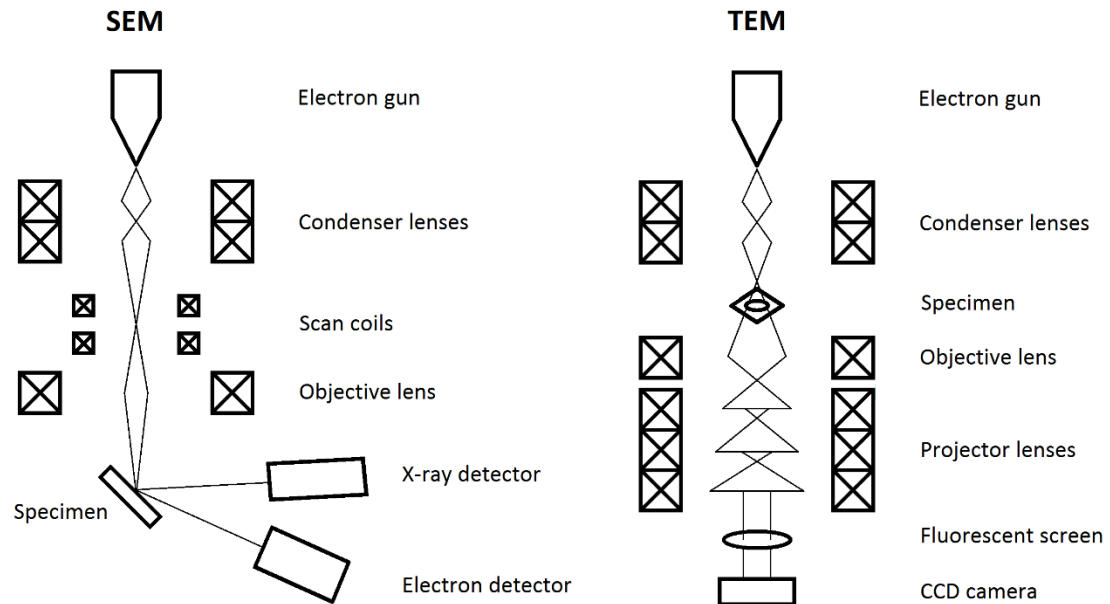 SEM
Electron gun
Condenser lenses
Scan coils
Objective lens
X-ray detector
Specimen
Electron detector
TEM
Electron gun
Condenser lenses
Specimen
Objective lens
Projector lenses
Fluorescent screen
CCD camera